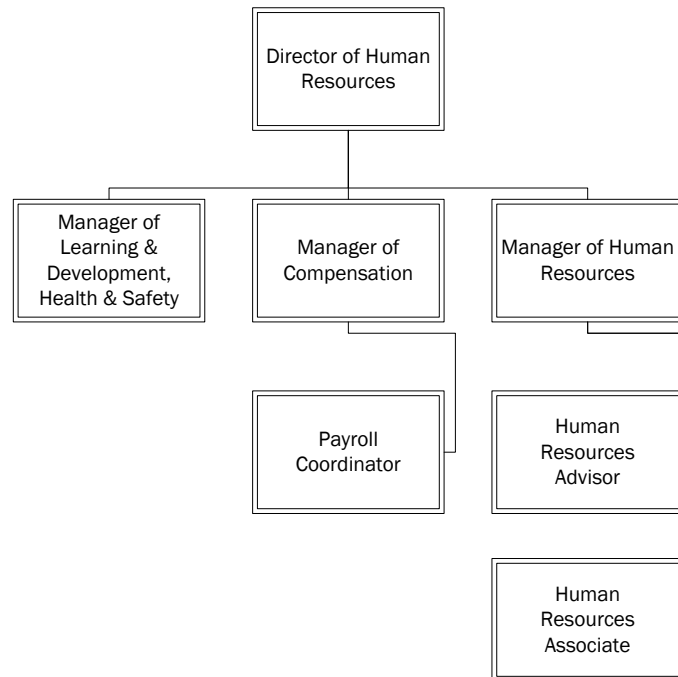 Director of Human
Resources
Manager of
Learning &
Development,
Health & Safety
Manager of
Compensation
Manager of Human
Resources
Payroll
Coordinator
Human
Resources
Advisor
Human
Resources
Associate